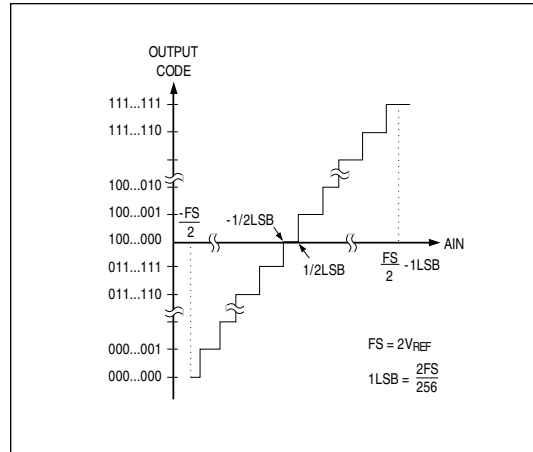 OUTPUT
CODE
111...111
111...110
100...010
100...001
100...000
011...111
011...110
000...001
000...000
-FS
2
-1/2LSB
1/2LSB
AIN
FS
2
-1LSB
FS = 2VREF
1LSB = 2FS
256